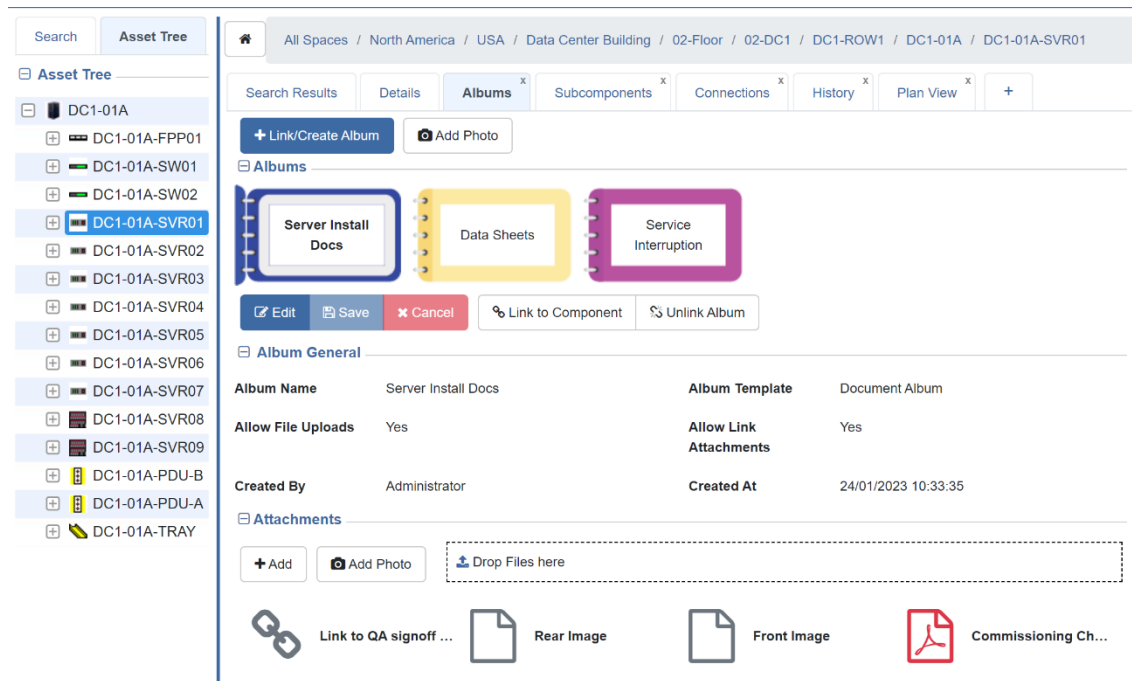 Search
Asset Tree
All Spaces / North America / USA / Data Center Building / 02-Floor / 02-DC1 / DC1-ROW1 / DC1-01A / DC1-01A-SVR01
Asset Tree
DC1-01A
DC1-01A-FPP01
DC1-01A-SW01
DC1-01A-SW02
DC1-01A-SVR01
DC1-01A-SVR02
DC1-01A-SVR03
DC1-01A-SVR04
DC1-01A-SVR05
DC1-01A-SVR06
DC1-01A-SVR07
DC1-01A-SVR08
DC1-01A-SVR09
DC1-01A-PDU-B
DC1-01A-PDU-A
DC1-01A-TRAY
Search Results Details Albums x Subcomponents x Connections x History x Plan View x +
+ Link/Create Album Add Photo
Albums
Server Install
Docs
Data Sheets
Service
Interruption
Edit Save Cancel Link to Component Unlink Album
Album General
Album Name Server Install Docs Album Template Document Album
Allow File Uploads Yes Allow Link Yes
Attachments
Created By Administrator Created At 24/01/2023 10:33:35
Attachments
+ Add Add Photo Drop Files here
Link to QA signoff ... Rear Image Front Image Commissioning Ch...